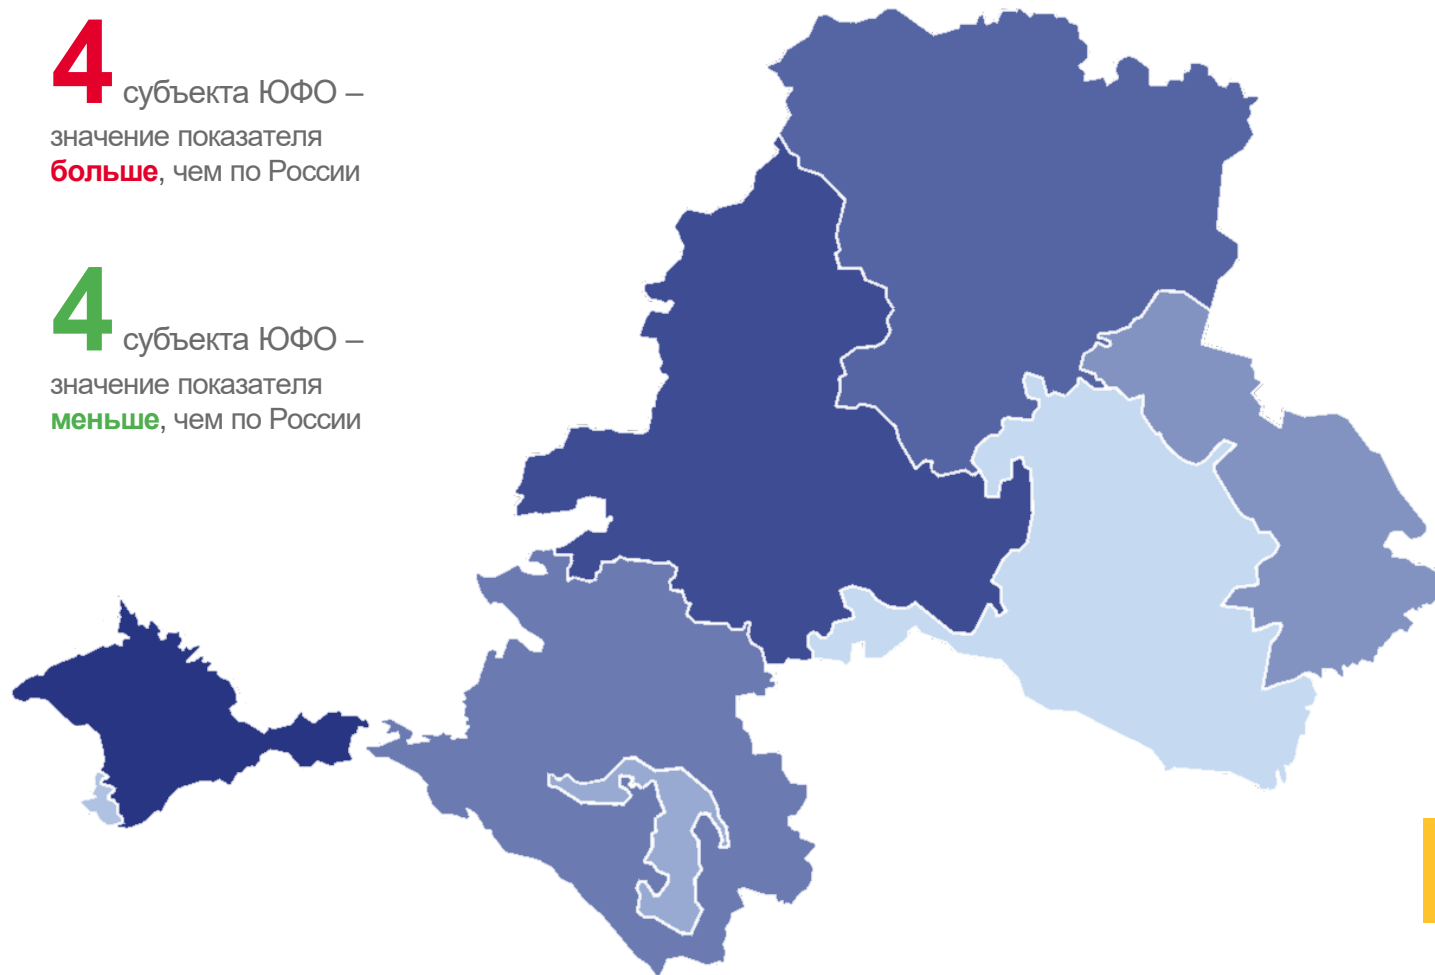 4 субъекта ЮФО –
значение показателя
больше, чем по России
4 субъекта ЮФО –
значение показателя
меньше, чем по России